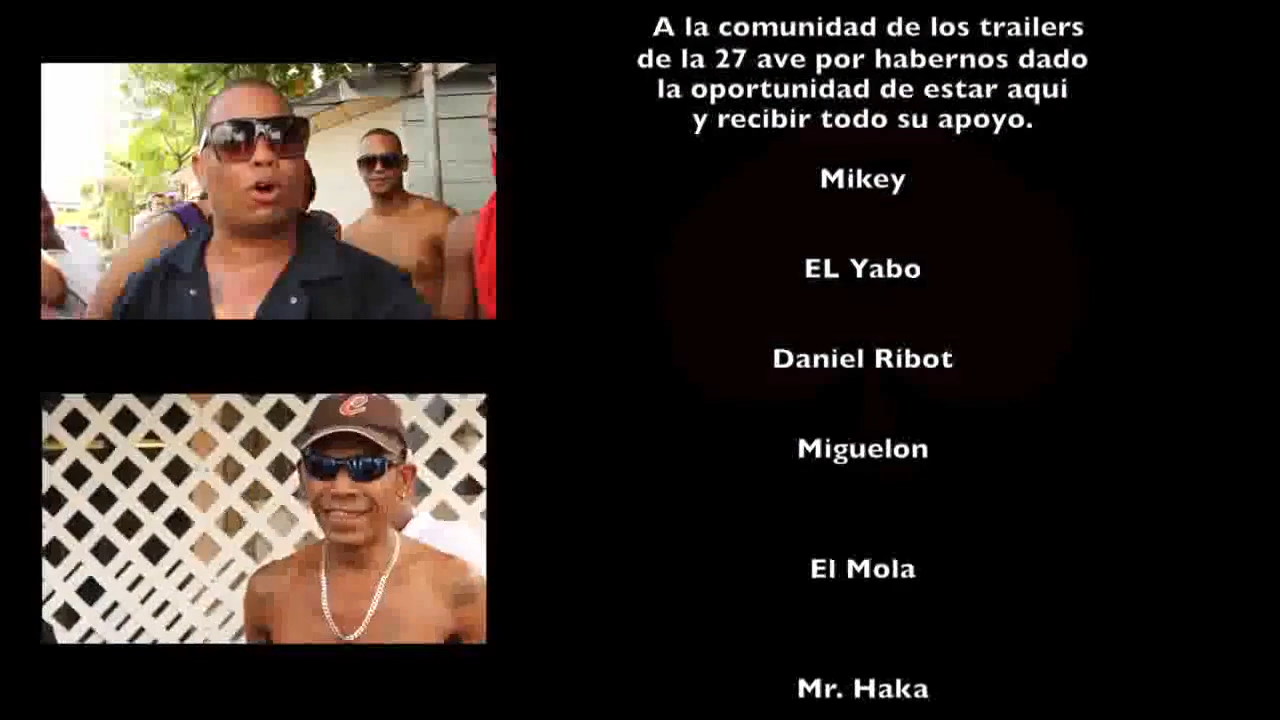 A la comunidad de los trailers
de la 27 ave por habernos dado
la oportunidad de estar aqui
y recibir todo su apoyo.
Mikey
EL Yabo
Daniel Ribot
Miguelon
El Mola
Mr. Haka